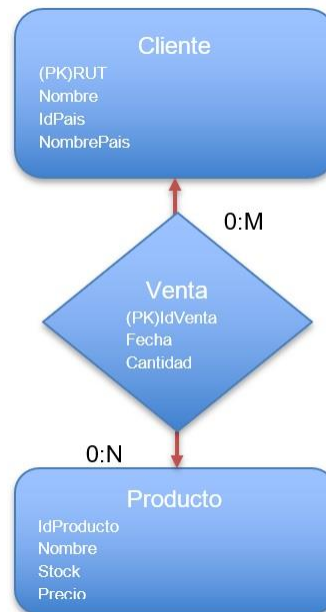 Cliente
(PK)RUT
Nombre
IdPais
NombrePais
0:M
Venta
(PK)IdVenta
Fecha
Cantidad
0:N
Producto
IdProducto
Nombre
Stock
Precio